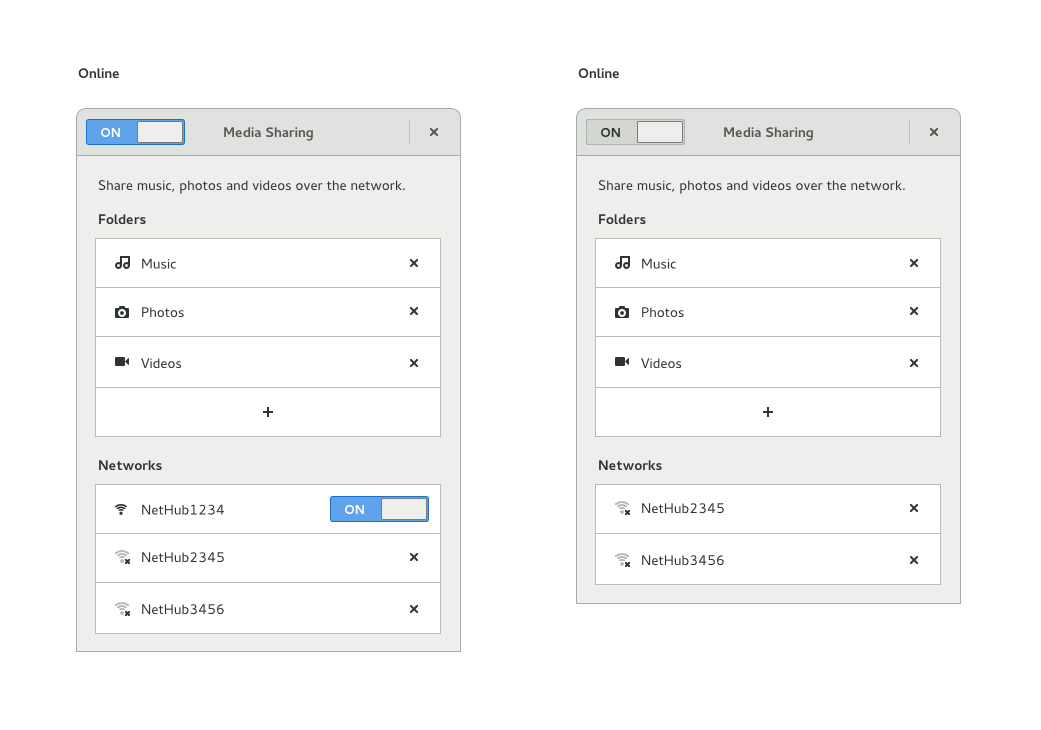 Online
ON Media Sharing
Share music, photos and videos over the network.
Folders
Music
Photos
Videos
Networks
NetHub1234 ON
NetHub2345
NetHub3456
Online
ON Media Sharing
Share music, photos and videos over the network.
Folders
Music
Photos
Videos
Networks
NetHub2345
NetHub3456